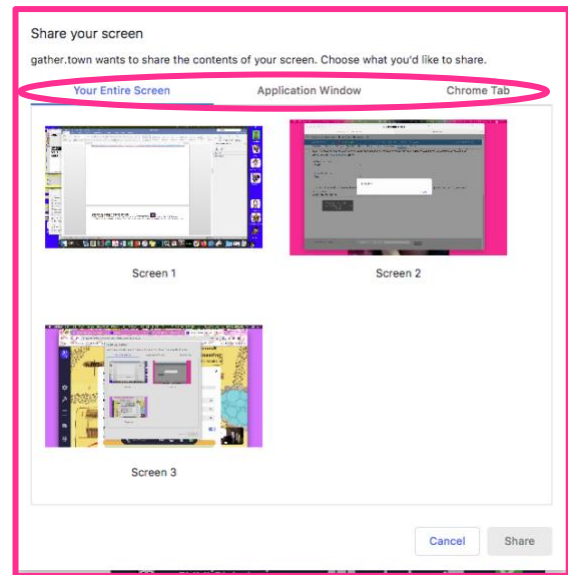 Share your screen
gather.town wants to share the contents of your screen. Choose what you'd like to share.
Your Entire Screen Application Window Chrome Tab
Screen 1 Screen 2
Screen 3
Cancel Share